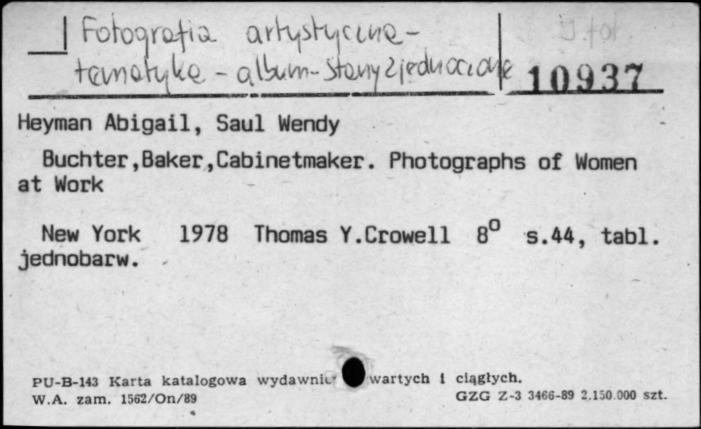 Fotografia artystyczna-
tematyka - album - Stany Zjednoczone
10937
Heyman Abigail, Saul Wendy
Buchter,Baker,Cabinetmaker. Photographs of Women
at Work
New York 1978 Thomas Y.Crowell 8º s.44, tabl.
jednobarw.
PU-B-143 Karta katalogowa wydawnic wartych i ciągłych.
W.A. zam. 1562/On/89 GZG Z-3 3466-89 2.150.000 szt.